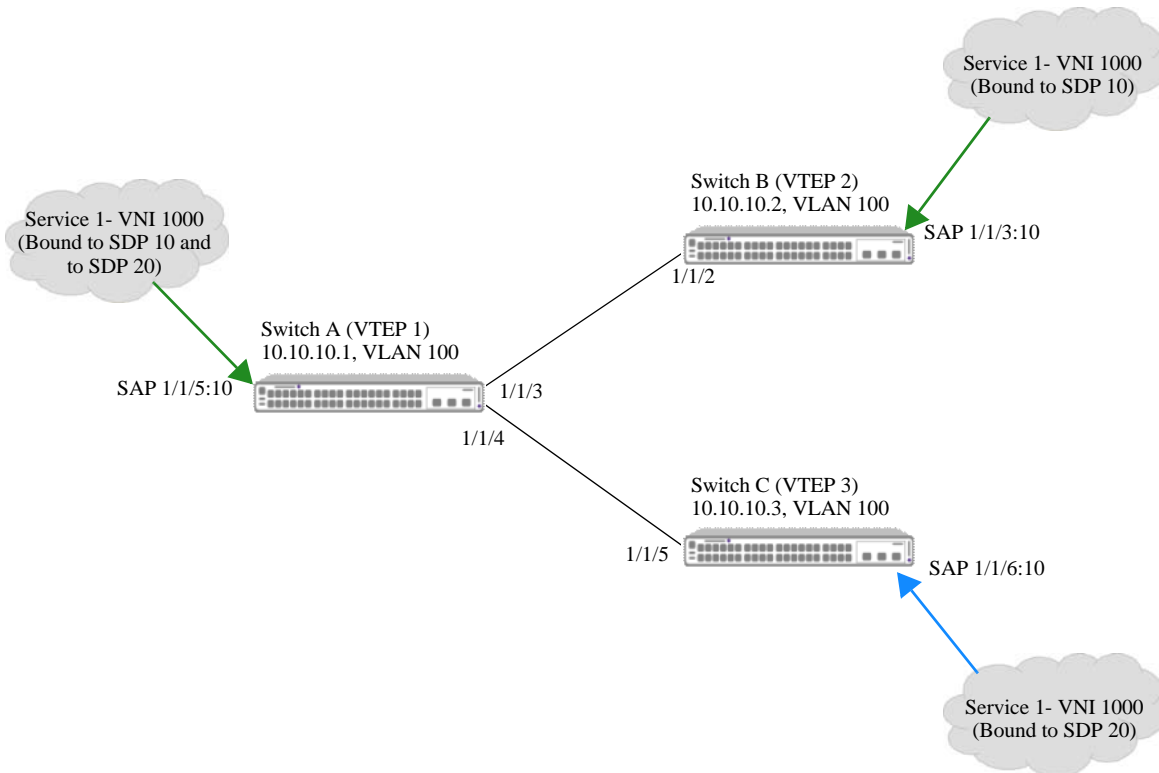 Service 1- VNI 1000
(Bound to SDP 10)
Switch B (VTEP 2)
10.10.10.2, VLAN 100
SAP 1/1/3:10
1/1/2
Service 1- VNI 1000
(Bound to SDP 10 and
to SDP 20)
Switch A (VTEP 1)
10.10.10.1, VLAN 100
SAP 1/1/5:10
1/1/3
1/1/4
Switch C (VTEP 3)
10.10.10.3, VLAN 100
1/1/5
SAP 1/1/6:10
Service 1- VNI 1000
(Bound to SDP 20)